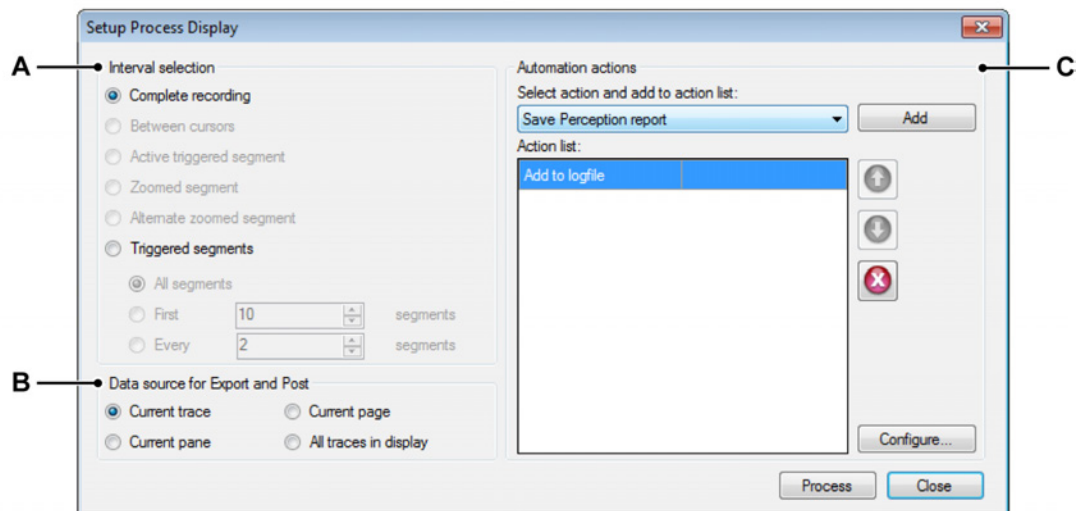 Setup Process Display
A
Interval selection
Complete recording
Between cursors
Active triggered segment
Zoomed segment
Alternate zoomed segment
Triggered segments
All segments
First 10 segments
Every 2 segments
B
Data source for Export and Post
Current trace Current page
Current pane All traces in display
C
Automation actions
Select action and add to action list:
Save Perception report Add
Action list:
Add to logfile
Configure...
Process Close